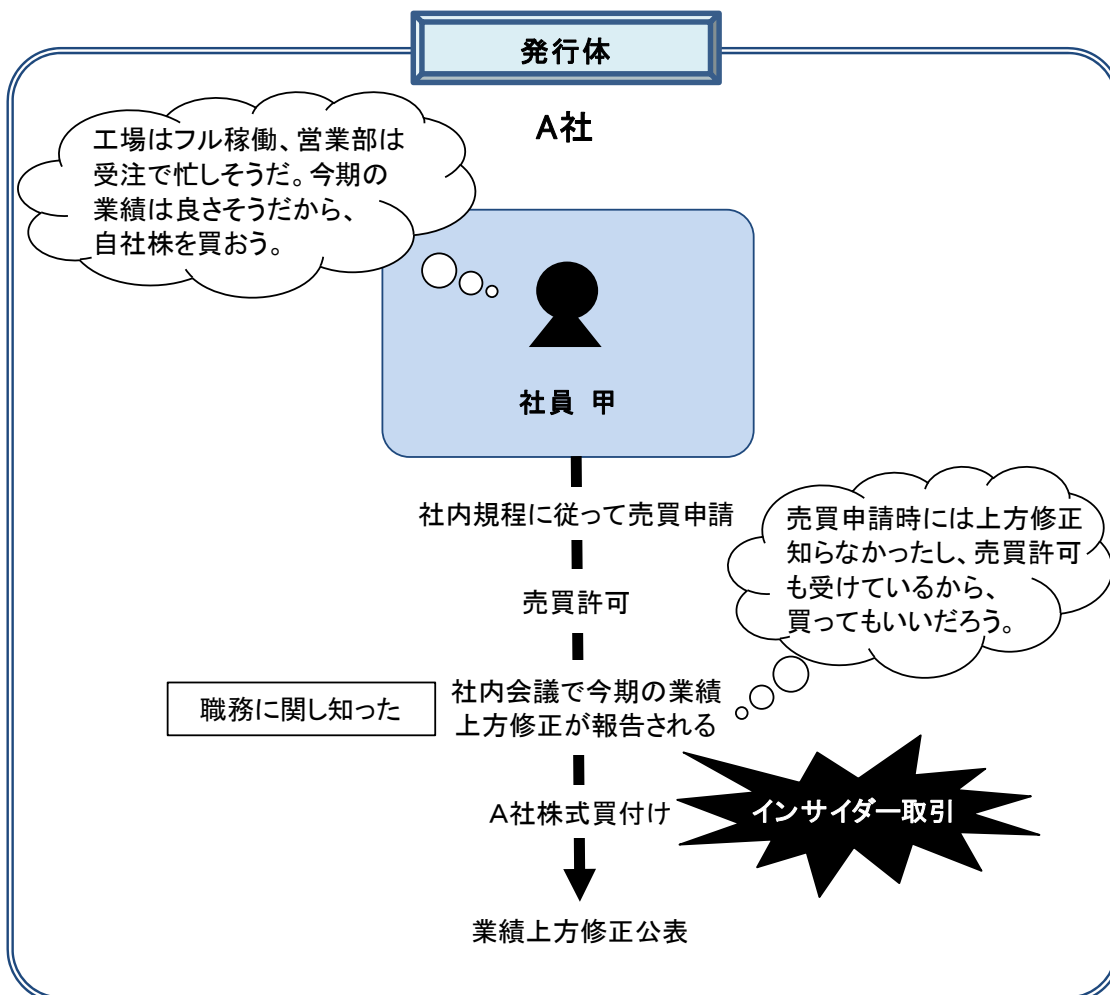 発行体
A社
工場はフル稼働、営業部は
受注で忙しそうだ。今期の
業績は良さそうだから、
自社株を買おう。
社員 甲
社内規程に従って売買申請
売買申請時には上方修正
知らなかったし、売買許可
も受けているから、
買ってもいいだろう。
売買許可
職務に関し知った
社内会議で今期の業績
上方修正が報告される
A社株式買付け
インサイダー取引
業績上方修正公表